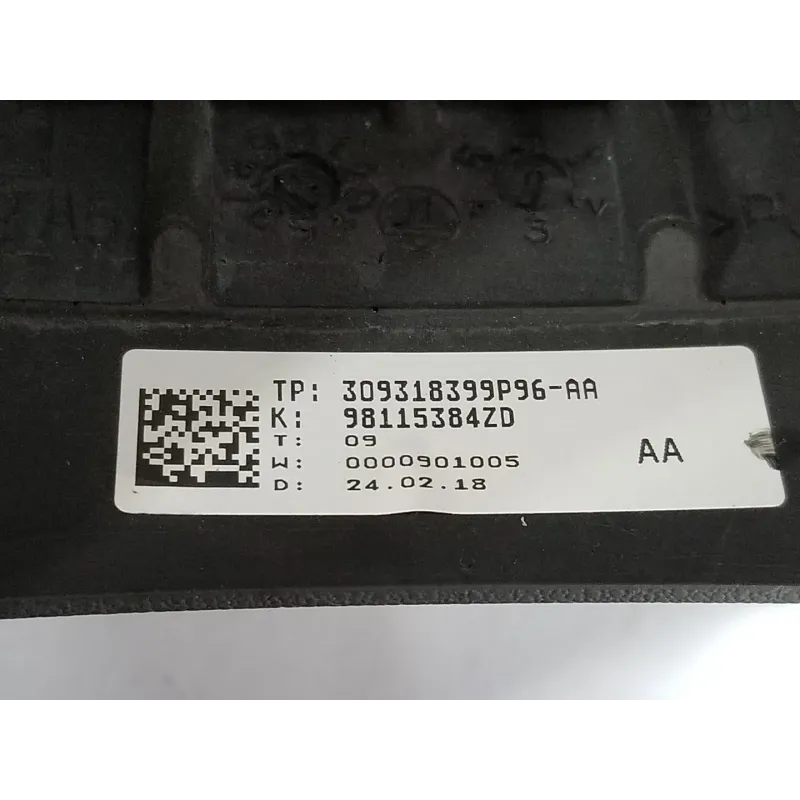 TP: 309318399P96-AA
K: 98115384ZD
T: 09
W: 0000901005
D: 24.02.18
AA